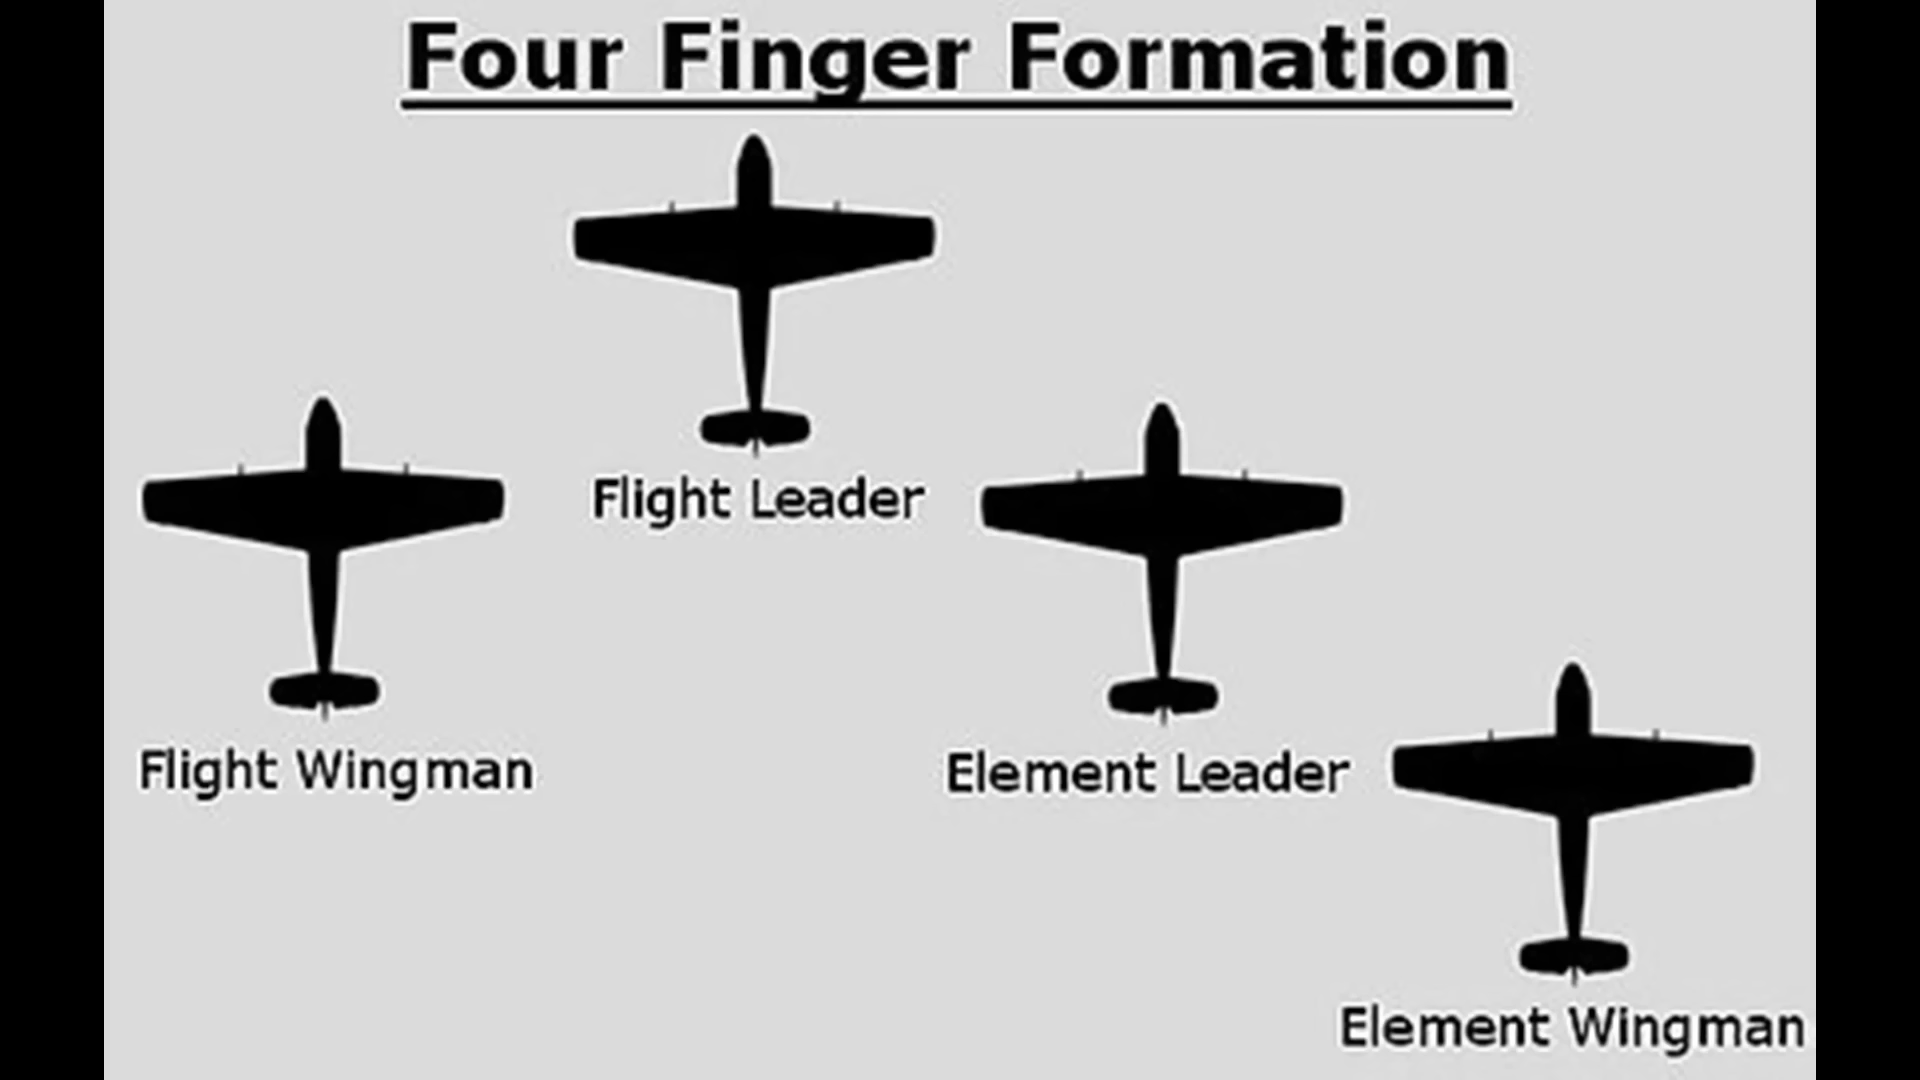 Four Finger Formation
Flight Leader
Flight Wingman
Element Leader
Element Wingman